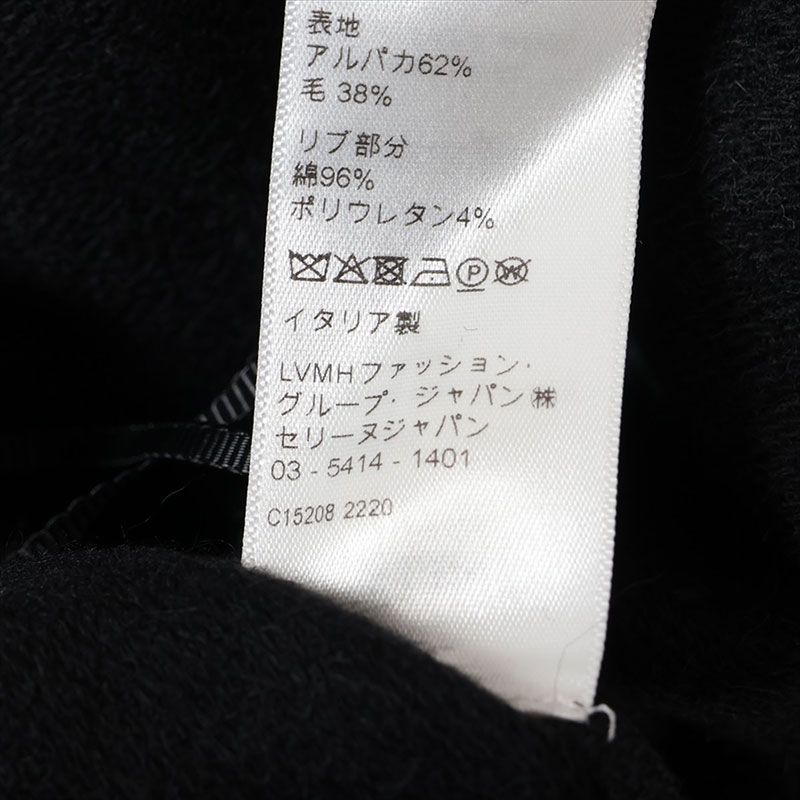 表地
アルパカ62%
毛 38%
リブ部分
綿96%
ポリウレタン4%
P W
イタリア製
LVMHファッション・
グループ・ジャパン㈱
セリーヌジャパン
03 - 5414 - 1401
C15208 2220